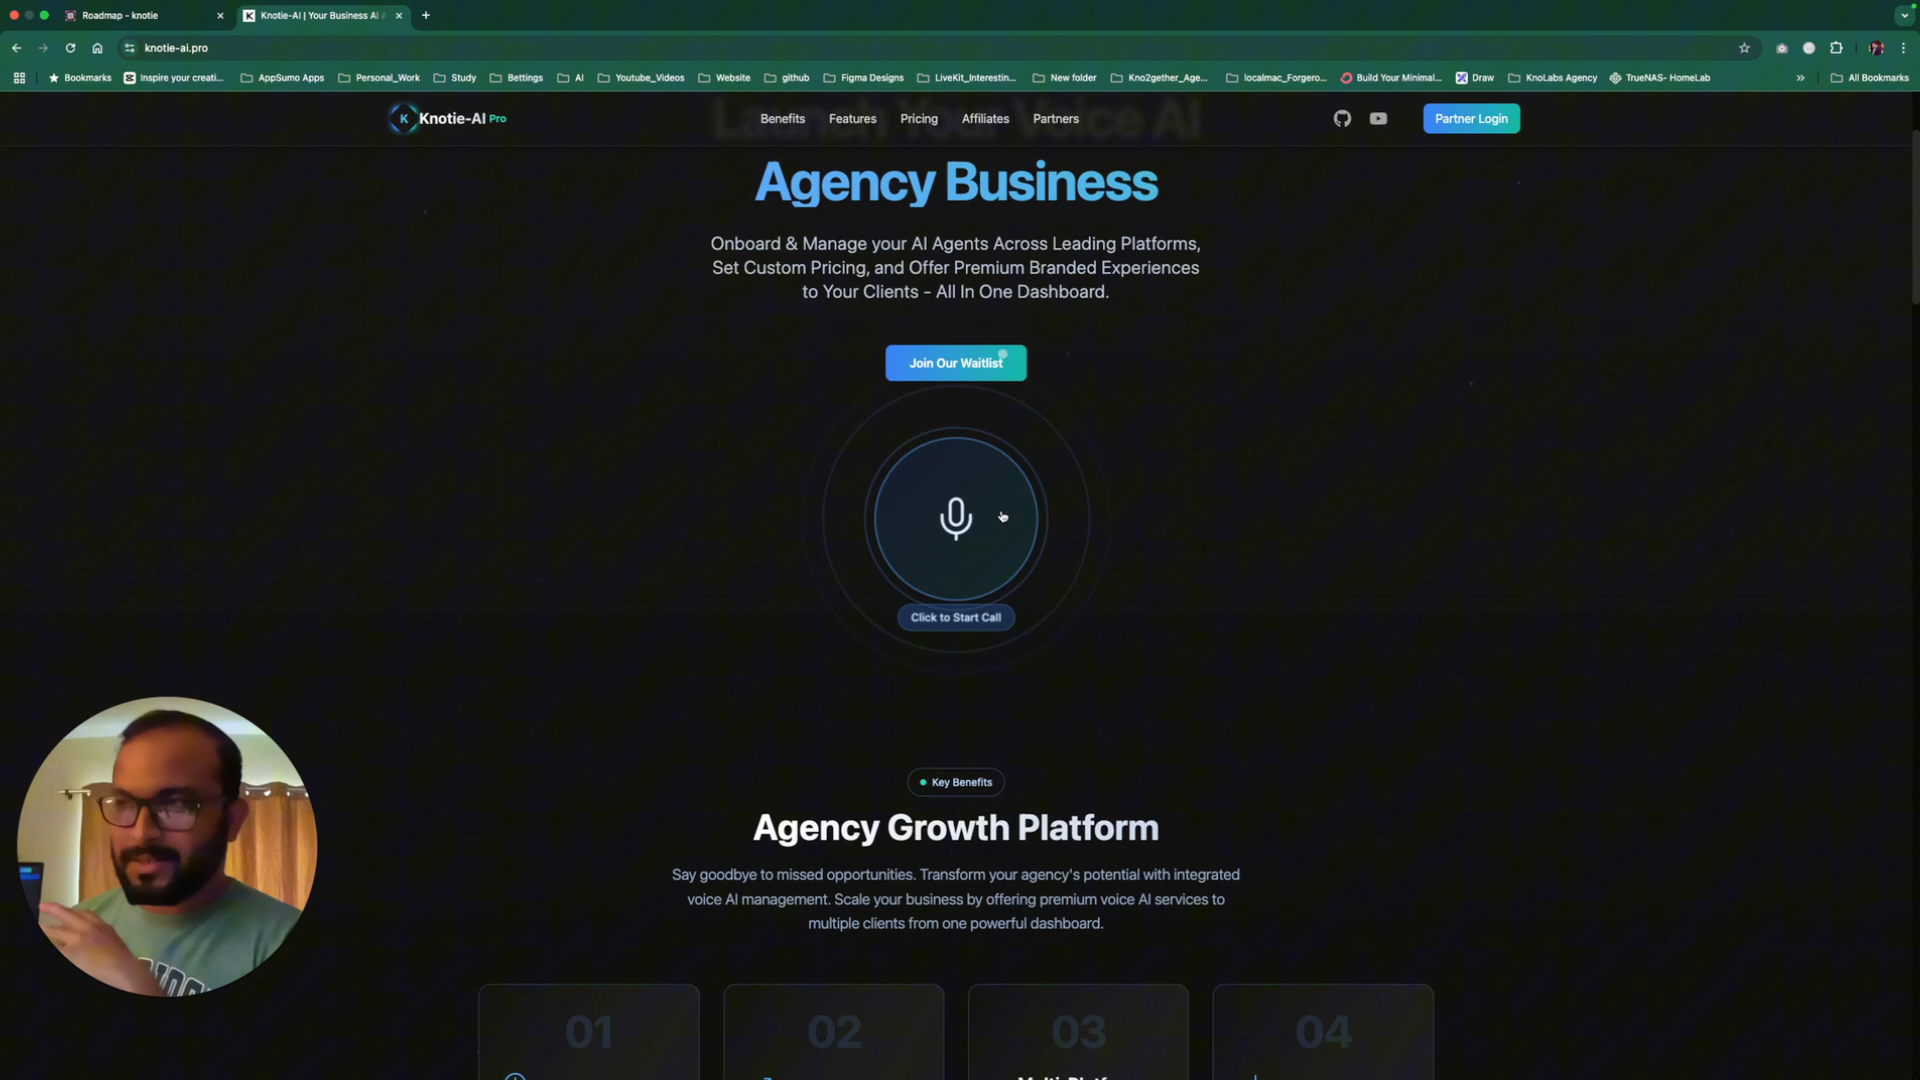 Roadmap - knotie
Knotie-AI | Your Business AI
knotie-ai.pro
Bookmarks
Inspire your creati...
AppSumo Apps
Personal_Work
Study
Bettings
AI
Youtube_Videos
Website
github
Figma Designs
LiveKit_Interestin...
New folder
Kno2gether_Age...
localmac_Forgero...
Build Your Minimal...
Draw
KnoLabs Agency
TrueNAS- HomeLab
All Bookmarks
K Knotie-AI Pro
Benefits
Features
Pricing
Affiliates
Partners
Partner Login
Launch Your Voice AI
Agency Business
Onboard & Manage your AI Agents Across Leading Platforms,
Set Custom Pricing, and Offer Premium Branded Experiences
to Your Clients - All In One Dashboard.
Join Our Waitlist
Click to Start Call
Key Benefits
Agency Growth Platform
Say goodbye to missed opportunities. Transform your agency's potential with integrated
voice AI management. Scale your business by offering premium voice AI services to
multiple clients from one powerful dashboard.
01
02
03
04